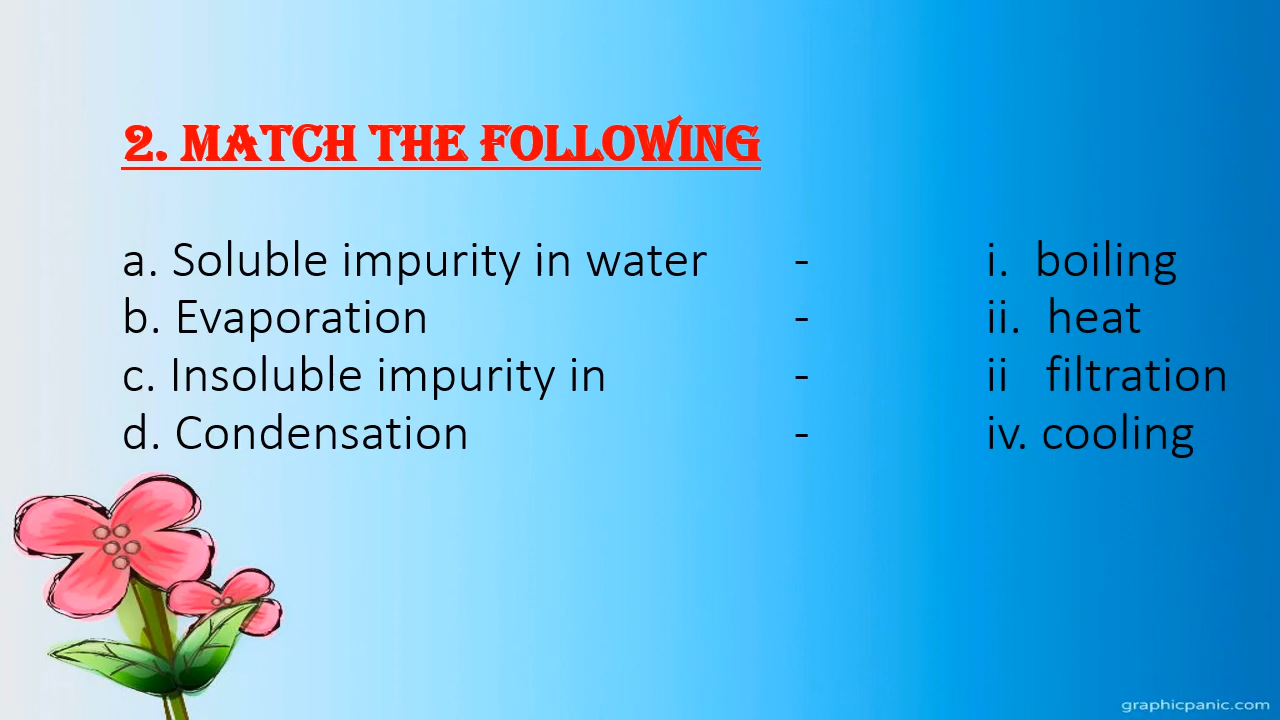 2. MATCH THE FOLLOWING
a. Soluble impurity in water - i. boiling
b. Evaporation - ii. heat
c. Insoluble impurity in - ii filtration
d. Condensation - iv. cooling
graphicpanic.com